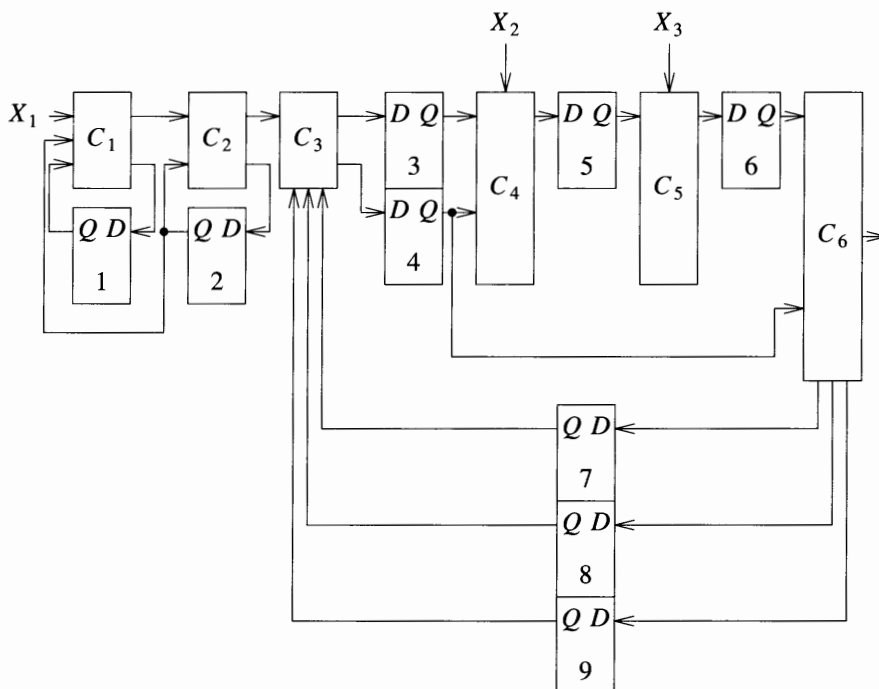 X₂ X₃
X₁ C₁ C₂ C₃ D Q 3 C₄ D Q 5 C₅ D Q 6 C₆
Q D 1 Q D 2 D Q 4
Q D
7
Q D
8
Q D
9